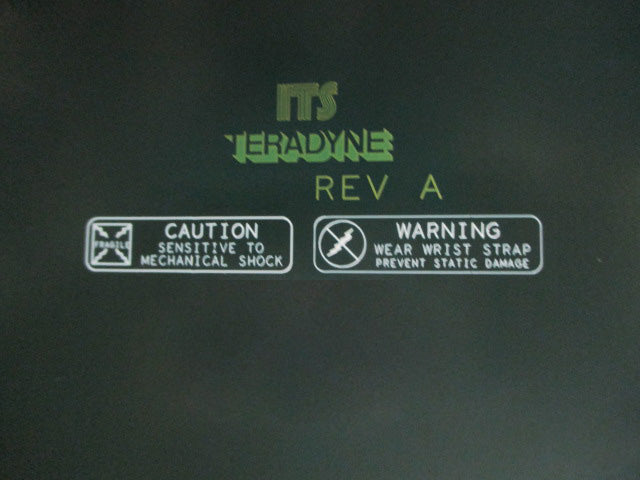 ITS
TERADYNE
REV A
FRAGILE
CAUTION
SENSITIVE TO
MECHANICAL SHOCK
WARNING
WEAR WRIST STRAP
PREVENT STATIC DAMAGE